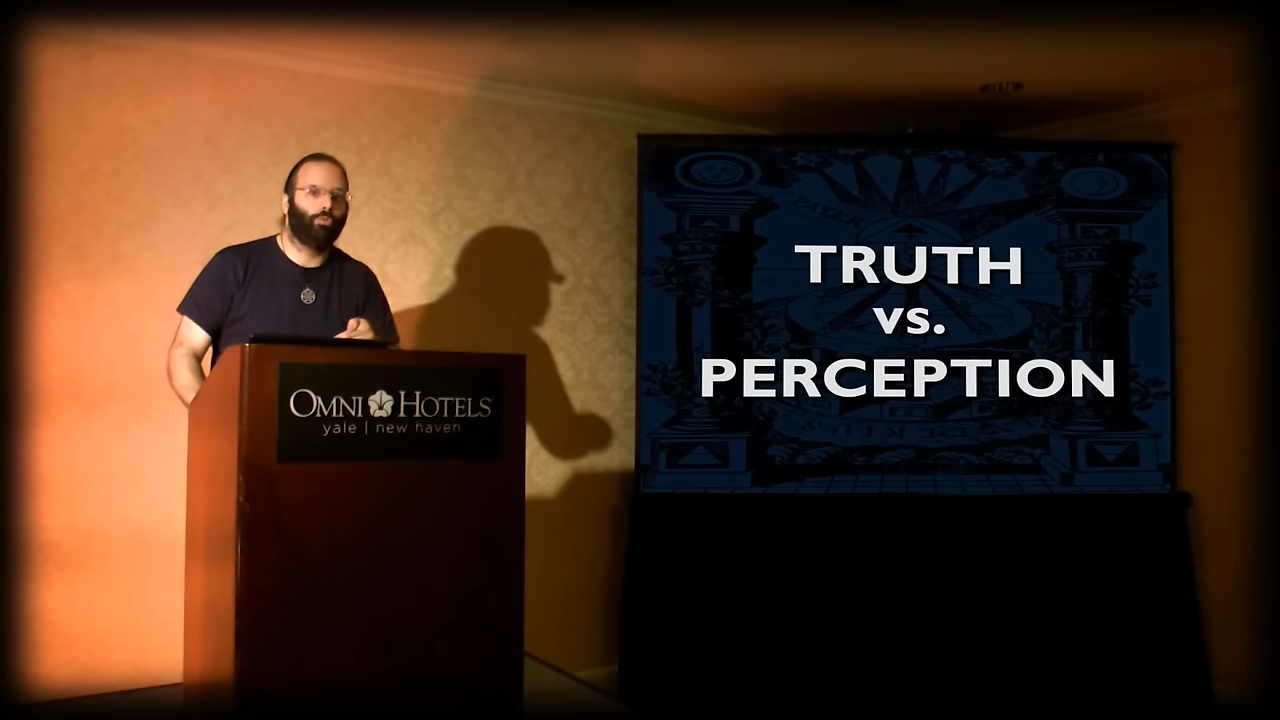 OMNI HOTELS
yale | new haven
TRUTH
vs.
PERCEPTION